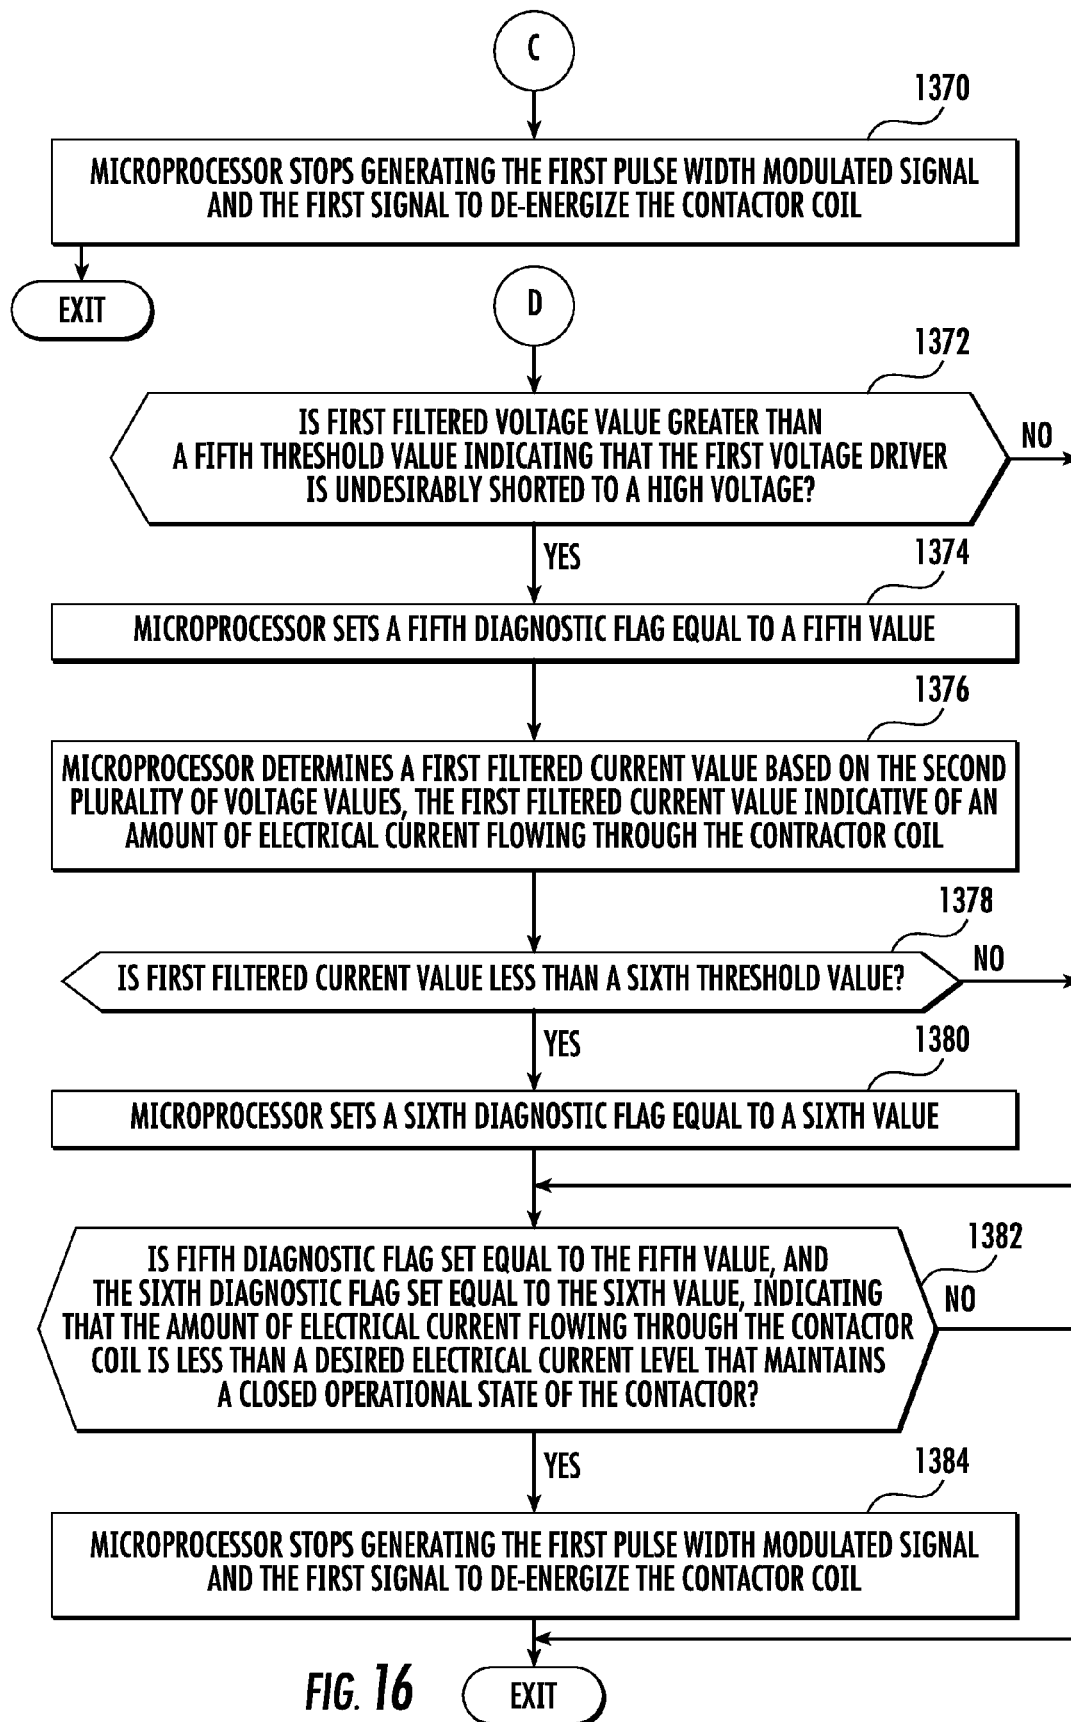 C
1370
MICROPROCESSOR STOPS GENERATING THE FIRST PULSE WIDTH MODULATED SIGNAL
AND THE FIRST SIGNAL TO DE-ENERGIZE THE CONTACTOR COIL
EXIT
D
1372
IS FIRST FILTERED VOLTAGE VALUE GREATER THAN
A FIFTH THRESHOLD VALUE INDICATING THAT THE FIRST VOLTAGE DRIVER
IS UNDESIRABLY SHORTED TO A HIGH VOLTAGE?
NO
YES
1374
MICROPROCESSOR SETS A FIFTH DIAGNOSTIC FLAG EQUAL TO A FIFTH VALUE
1376
MICROPROCESSOR DETERMINES A FIRST FILTERED CURRENT VALUE BASED ON THE SECOND
PLURALITY OF VOLTAGE VALUES, THE FIRST FILTERED CURRENT VALUE INDICATIVE OF AN
AMOUNT OF ELECTRICAL CURRENT FLOWING THROUGH THE CONTRACTOR COIL
1378
IS FIRST FILTERED CURRENT VALUE LESS THAN A SIXTH THRESHOLD VALUE?
NO
YES
1380
MICROPROCESSOR SETS A SIXTH DIAGNOSTIC FLAG EQUAL TO A SIXTH VALUE
1382
IS FIFTH DIAGNOSTIC FLAG SET EQUAL TO THE FIFTH VALUE, AND
THE SIXTH DIAGNOSTIC FLAG SET EQUAL TO THE SIXTH VALUE, INDICATING
THAT THE AMOUNT OF ELECTRICAL CURRENT FLOWING THROUGH THE CONTACTOR
COIL IS LESS THAN A DESIRED ELECTRICAL CURRENT LEVEL THAT MAINTAINS
A CLOSED OPERATIONAL STATE OF THE CONTACTOR?
NO
YES
1384
MICROPROCESSOR STOPS GENERATING THE FIRST PULSE WIDTH MODULATED SIGNAL
AND THE FIRST SIGNAL TO DE-ENERGIZE THE CONTACTOR COIL
EXIT
FIG. 16